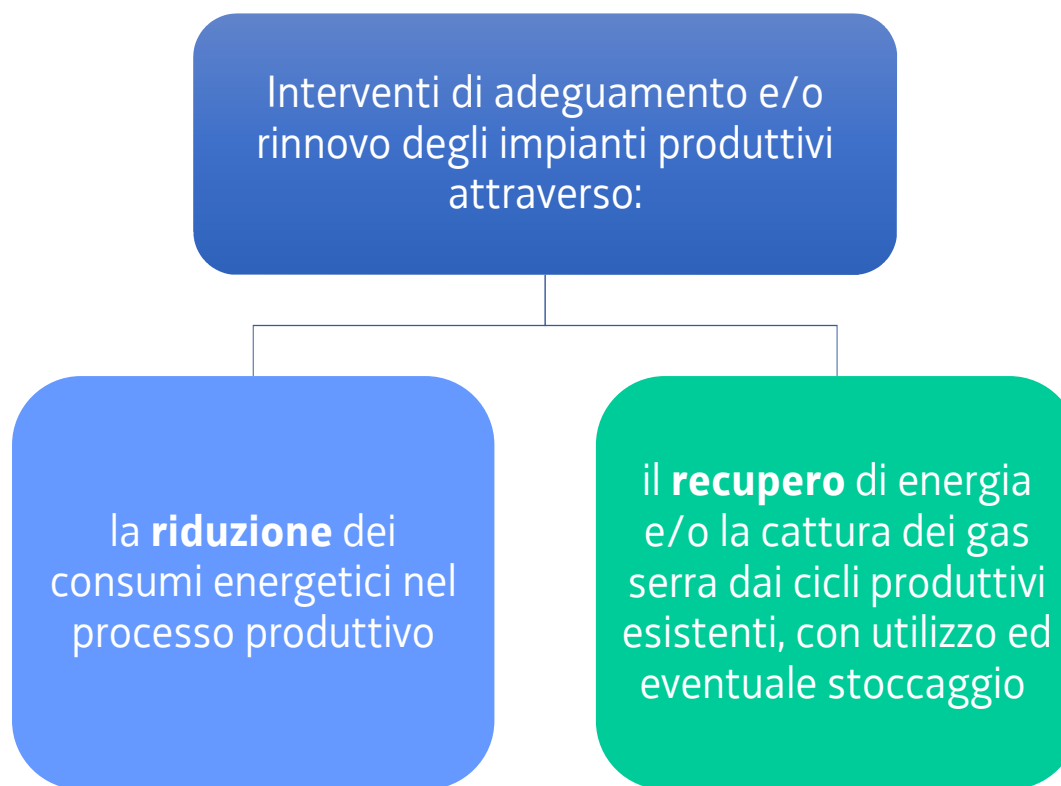 Interventi di adeguamento e/o
rinnovo degli impianti produttivi
attraverso:
la riduzione dei
consumi energetici nel
processo produttivo
il recupero di energia
e/o la cattura dei gas
serra dai cicli produttivi
esistenti, con utilizzo ed
eventuale stoccaggio